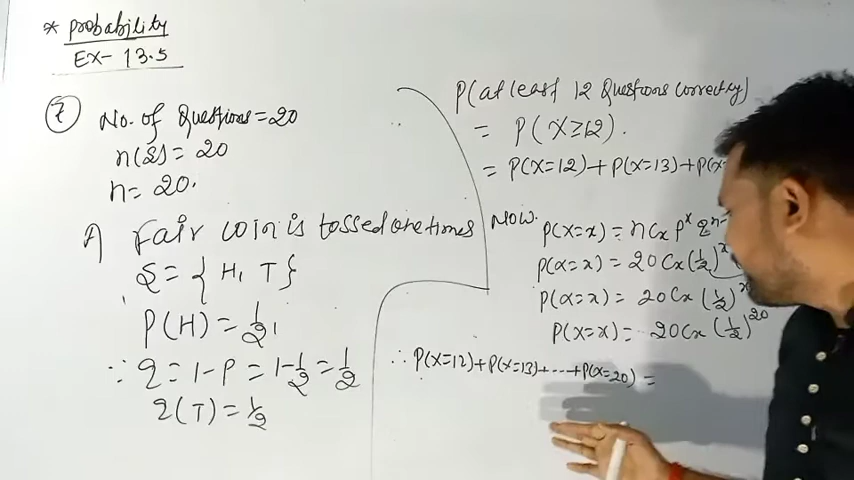 * Probability
Ex- 13.5
7 No. of Questions = 20
n(S) = 20
n = 20.
A fair coin is tossed one times
S = { H, T }
P(H) = 1/2,
∵ q = 1 - P = 1 - 1/2 = 1/2
q(T) = 1/2
P(at least 12 Questions correctly)
= P( X ≥ 12 ).
= P(X=12) + P(X=13) + P(X
Now. P(X=x) = nCx p^x q^n-
P(x=x) = 20Cx (1/2)^x
P(x=x) = 20Cx (1/2)^x
P(X=x) = 20Cx (1/2)^20
∴ P(X=12) + P(X=13) + --- + P(X=20) =